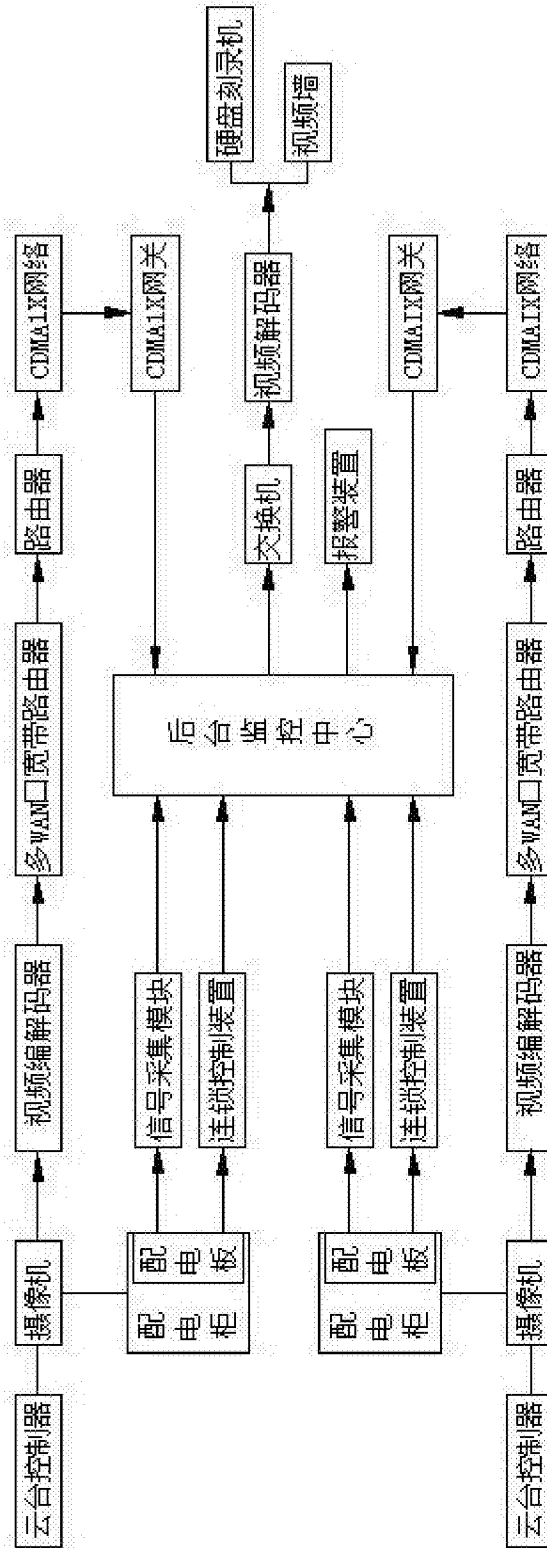 云台控制器
摄像机
视频编解码器
多WAN口宽带路由器
路由器
CDMA1X网络
CDMA1X网关
配电柜
配电板
信号采集模块
连锁控制装置
后台监控中心
交换机
视频解码器
硬盘刻录机
视频墙
报警装置
配电柜
配电板
信号采集模块
连锁控制装置
云台控制器
摄像机
视频编解码器
多WAN口宽带路由器
路由器
CDMA1X网络
CDMA1X网关